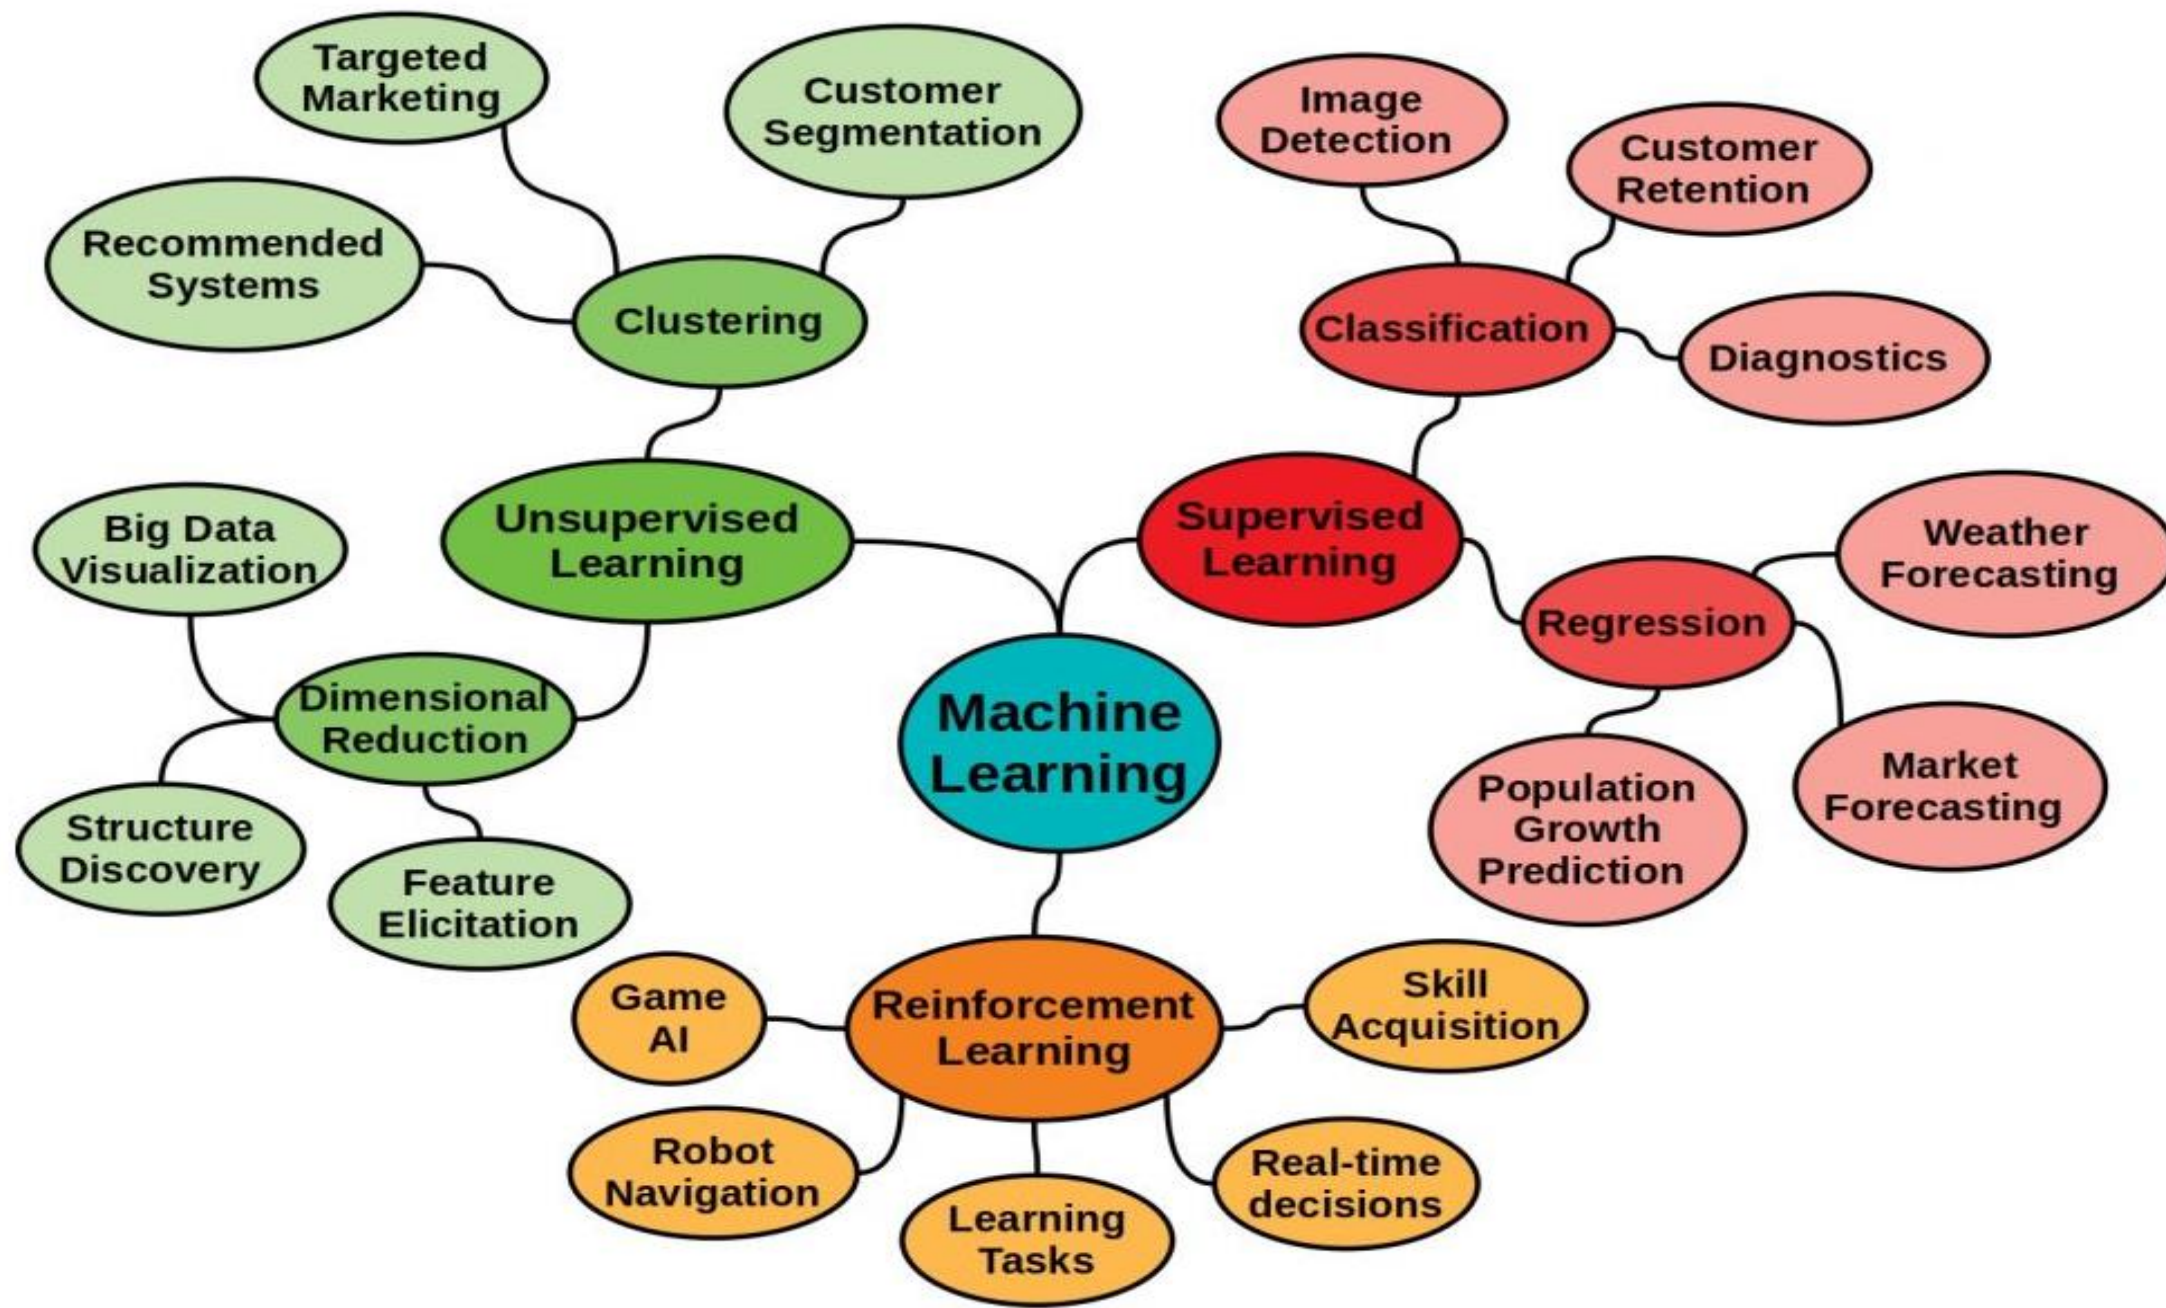 Targeted
Marketing
Customer
Segmentation
Recommended
Systems
Clustering
Image
Detection
Customer
Retention
Classification
Diagnostics
Unsupervised
Learning
Supervised
Learning
Big Data
Visualization
Dimensional
Reduction
Structure
Discovery
Feature
Elicitation
Machine
Learning
Regression
Weather
Forecasting
Population
Growth
Prediction
Market
Forecasting
Reinforcement
Learning
Game
AI
Skill
Acquisition
Robot
Navigation
Learning
Tasks
Real-time
decisions